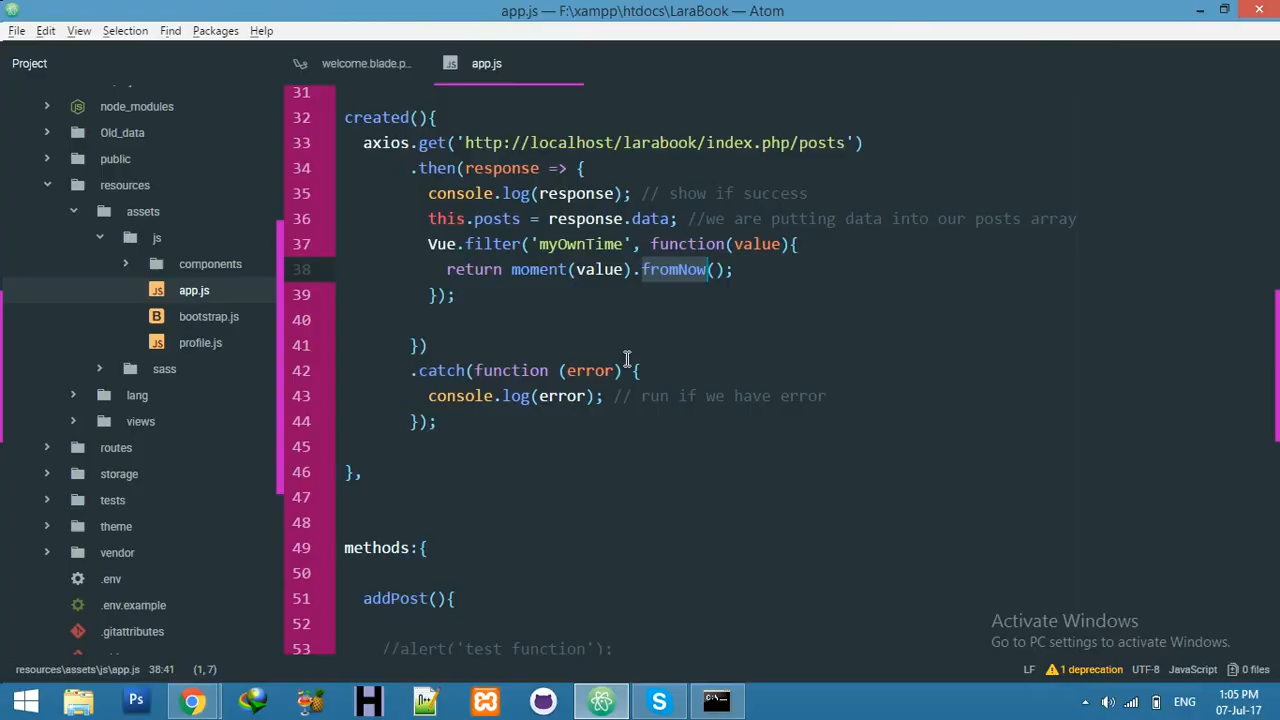 app.js — F:\xampp\htdocs\LaraBook — Atom
File Edit View Selection Find Packages Help
Project
welcome.blade.p...
app.js
node_modules
Old_data
public
resources
assets
js
components
app.js
bootstrap.js
profile.js
sass
lang
views
routes
storage
tests
theme
vendor
.env
.env.example
.gitattributes
31
32 created(){
33 axios.get('http://localhost/larabook/index.php/posts')
34 .then(response => {
35 console.log(response); // show if success
36 this.posts = response.data; //we are putting data into our posts array
37 Vue.filter('myOwnTime', function(value){
38 return moment(value).fromNow();
39 });
40
41 })
42 .catch(function (error) {
43 console.log(error); // run if we have error
44 });
45
46 },
47
48
49 methods:{
50
51 addPost(){
52
53 //alert('test function');
Activate Windows
Go to PC settings to activate Windows.
resources\assets\js\app.js 38:41 (1,7)
LF 1 deprecation UTF-8 JavaScript 0 files
ENG
1:05 PM
07-Jul-17